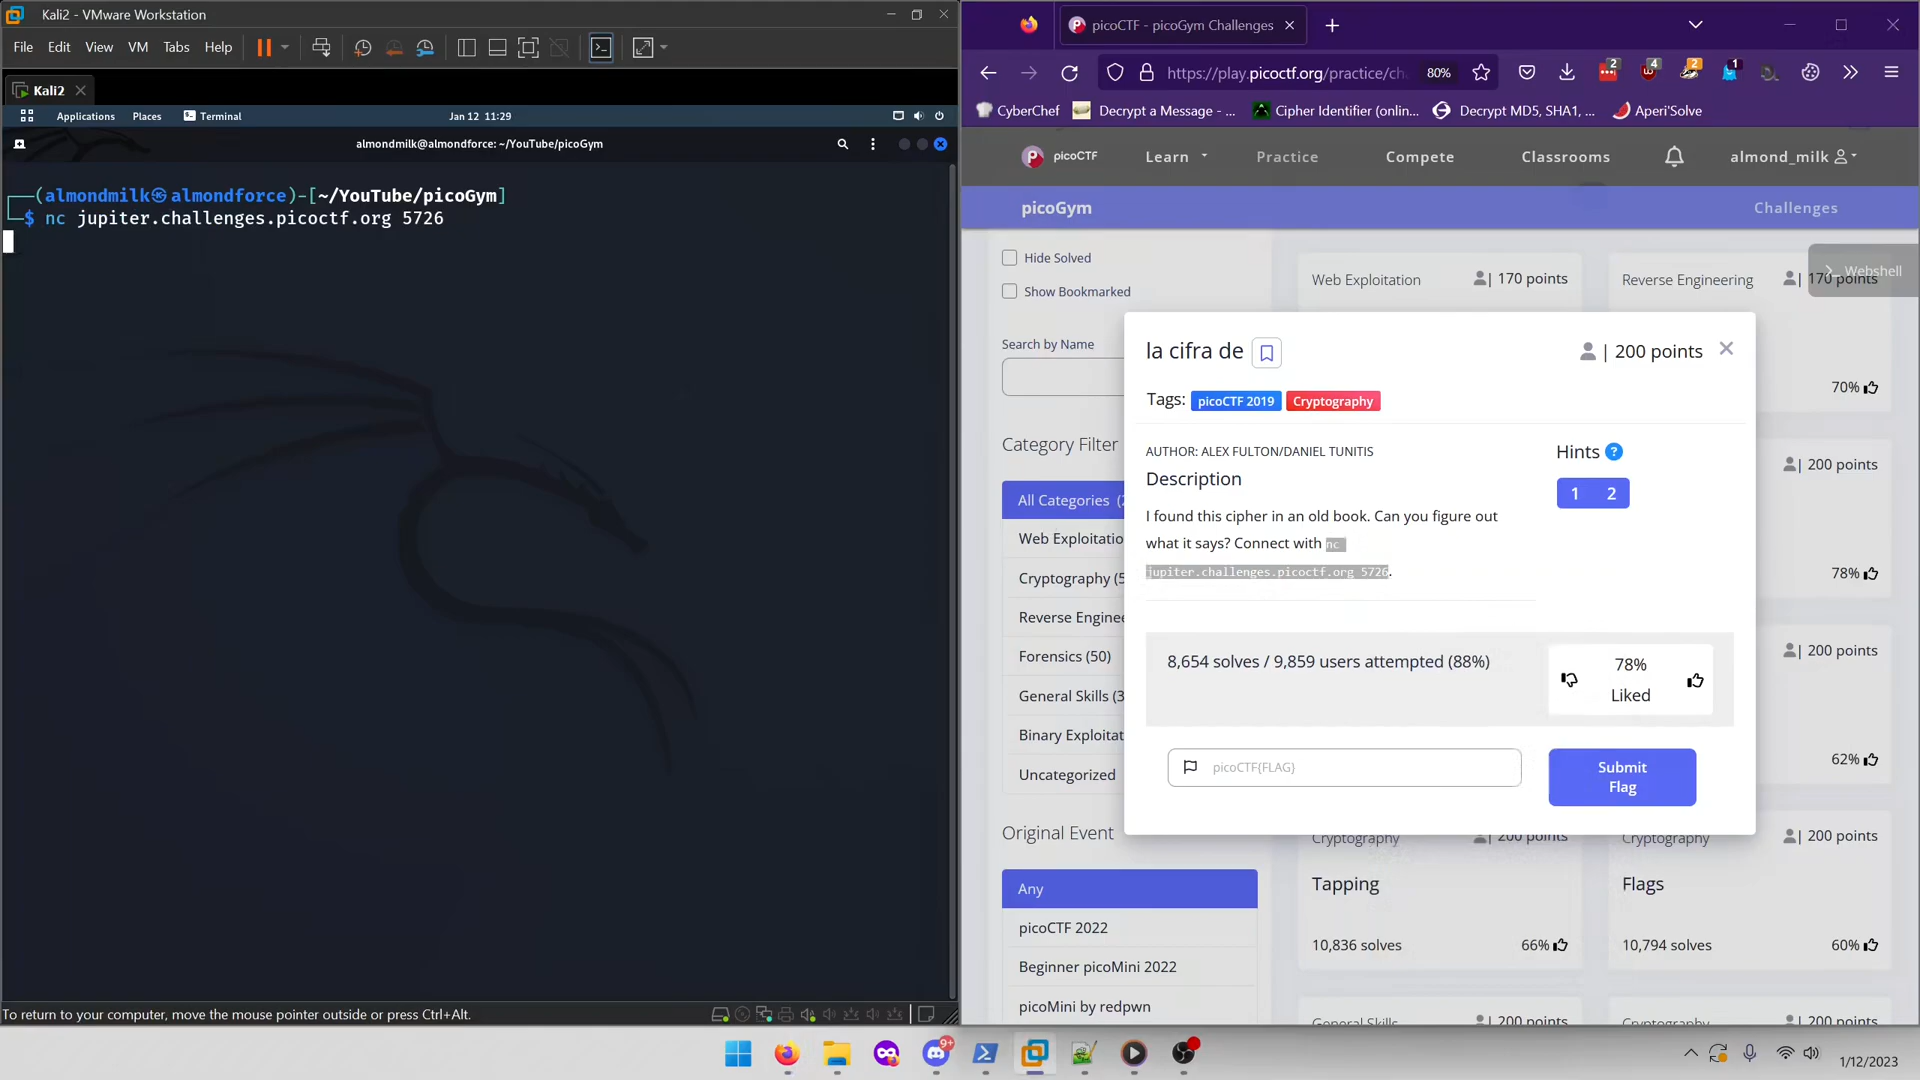 Kali2 - VMware Workstation
File Edit View VM Tabs Help
Kali2
Applications Places Terminal Jan 12 11:29
almondmilk@almondforce: ~/YouTube/picoGym
(almondmilk㉿almondforce)-[~/YouTube/picoGym]
$ nc jupiter.challenges.picoctf.org 5726
To return to your computer, move the mouse pointer outside or press Ctrl+Alt.
picoCTF - picoGym Challenges
https://play.picoctf.org/practice/ch 80% 2 4 2 1
CyberChef Decrypt a Message - ... Cipher Identifier (onlin... Decrypt MD5, SHA1, ... Aperi'Solve
picoCTF Learn Practice Compete Classrooms almond_milk
picoGym Challenges
Hide Solved
Show Bookmarked
Search by Name
Category Filter
All Categories (2
Web Exploitatio
Cryptography (5
Reverse Enginee
Forensics (50)
General Skills (3
Binary Exploitat
Uncategorized
Original Event
Any
picoCTF 2022
Beginner picoMini 2022
picoMini by redpwn
Web Exploitation | 170 points
Reverse Engineering | 170 points
Webshell
70%
| 200 points
78%
| 200 points
62%
la cifra de | 200 points
Tags: picoCTF 2019 Cryptography
AUTHOR: ALEX FULTON/DANIEL TUNITIS
Description
I found this cipher in an old book. Can you figure out
what it says? Connect with nc
jupiter.challenges.picoctf.org 5726.
Hints ?
1 2
8,654 solves / 9,859 users attempted (88%)
78%
Liked
picoCTF{FLAG}
Submit
Flag
Cryptography | 200 points
Tapping
10,836 solves 66%
Cryptography | 200 points
Flags
10,794 solves 60%
General Skills | 200 points
Cryptography | 200 points
9+
1/12/2023